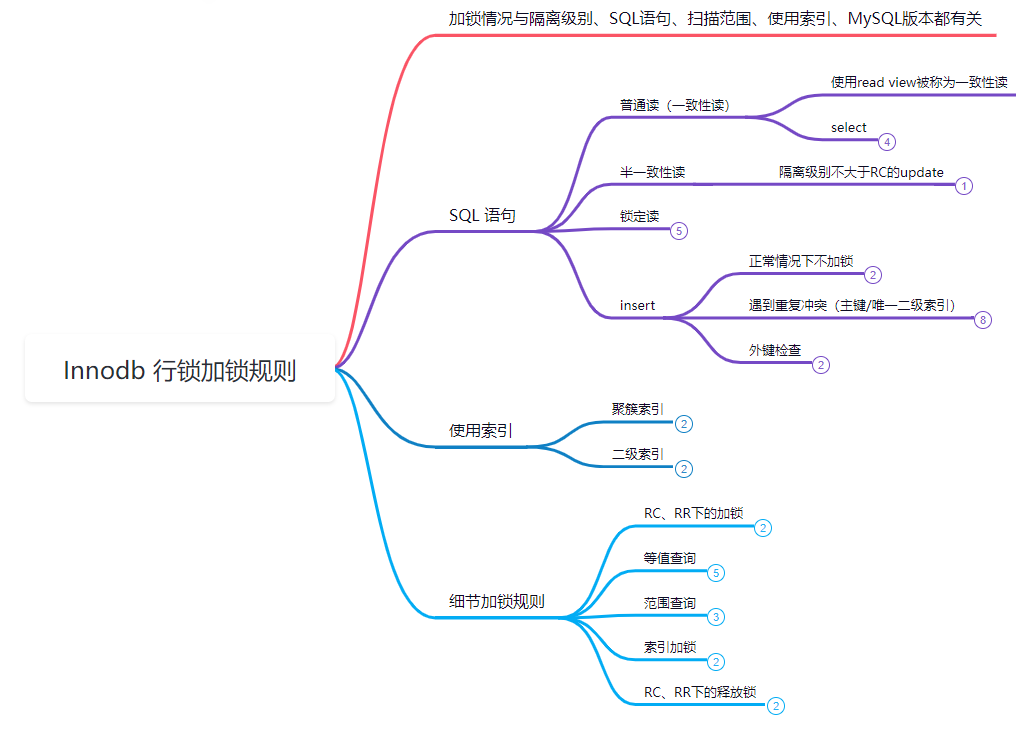 加锁情况与隔离级别、SQL语句、扫描范围、使用索引、MySQL版本都有关
使用read view被称为一致性读
普通读（一致性读）
select
4
半一致性读
隔离级别不大于RC的update
1
SQL 语句
锁定读
5
正常情况下不加锁
2
insert
遇到重复冲突（主键/唯一二级索引）
8
外键检查
2
Innodb 行锁加锁规则
聚簇索引
2
使用索引
二级索引
2
RC、RR下的加锁
2
等值查询
5
细节加锁规则
范围查询
3
索引加锁
2
RC、RR下的释放锁
2